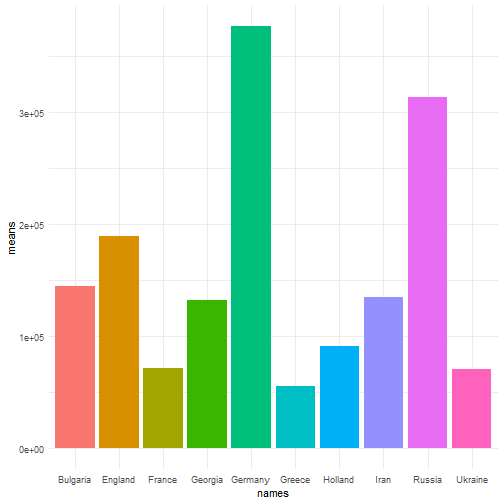 means
3e+05
2e+05
1e+05
0e+00
Bulgaria England France Georgia Germany Greece Holland Iran Russia Ukraine
names